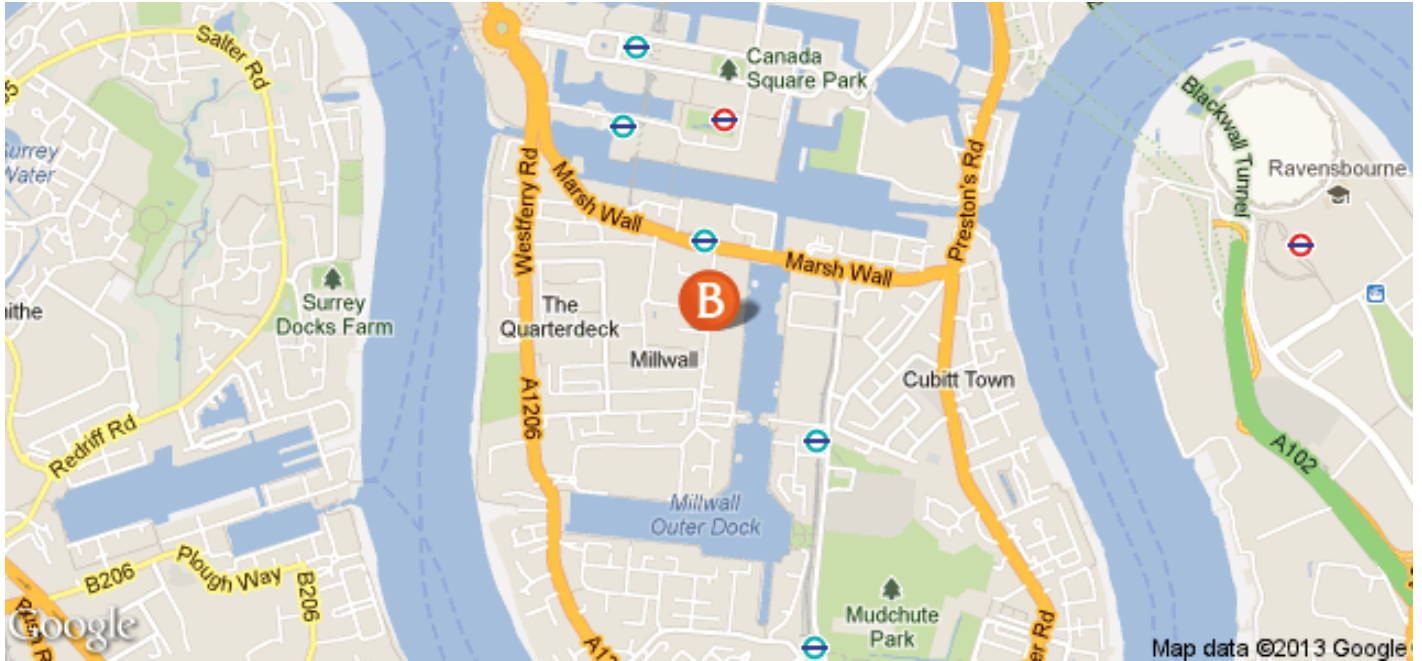 Salter Rd
Canada
Square Park
Blackwall Tunnel
Surrey
Water
Westferry Rd
Marsh Wall
Preston's Rd
Ravensbourne
Marsh Wall
Surrey
Docks Farm
The
Quarterdeck
B
Millwall
Cubitt Town
A1206
Redriff Rd
A102
Millwall
Outer Dock
B206
Plough Way
B206
Mudchute
Park
Google
Map data ©2013 Google